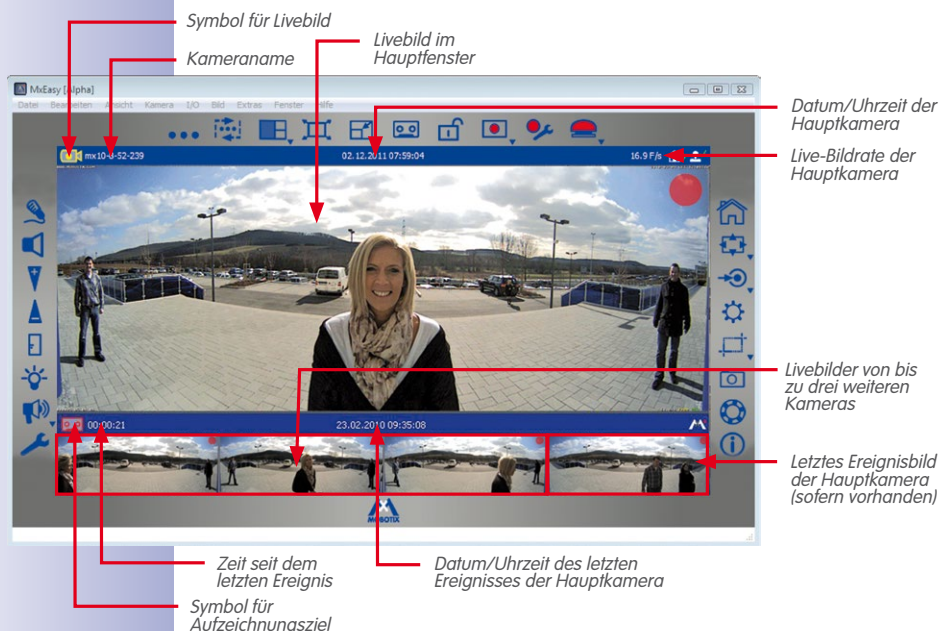 Symbol für Livebild
Livebild im
Hauptfenster
Kameraname
MxEasy [Alpha]
Datei Bearbeiten Ansicht Kamera I/O Bild Extras Fenster Hilfe
Datum/Uhrzeit der
Hauptkamera
mx10-8-52-239
02.12.2011 07:59:04
16.9 F/s
Live-Bildrate der
Hauptkamera
Livebilder von bis
zu drei weiteren
Kameras
00:00:21
23.02.2010 09:35:08
Letztes Ereignisbild
der Hauptkamera
(sofern vorhanden)
MOBOTIX
Zeit seit dem
letzten Ereignis
Datum/Uhrzeit des letzten
Ereignisses der Hauptkamera
Symbol für
Aufzeichnungsziel